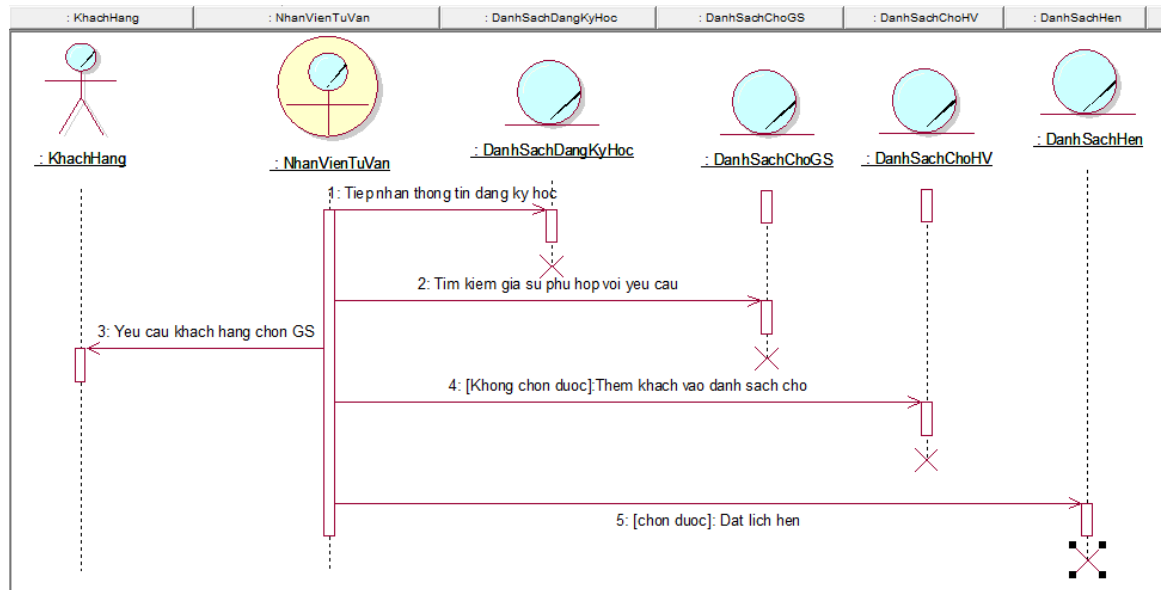 : KhachHang
: NhanVienTuVan
: DanhSachDangKyHoc
: DanhSachChoGS
: DanhSachChoHV
: DanhSachHen
: KhachHang
: NhanVienTuVan
: DanhSachDangKyHoc
: DanhSachChoGS
: DanhSachChoHV
: DanhSachHen
1: Tiep nhan thong tin dang ky hoc
2: Tim kiem gia su phu hop voi yeu cau
3: Yeu cau khach hang chon GS
4: [Khong chon duoc]:Them khach vao danh sach cho
5: [chon duoc]: Dat lich hen